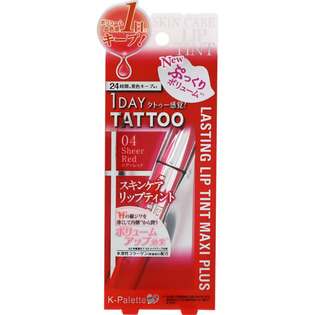 ボリューム
1日
キープ!!
SKIN CARE
LIP
TINT
New
ぷっくり
ボリューム
24時間、発色キープ
1DAY
タトゥー感覚!
TATTOO
04
Sheer
Red
シアーレッド
LASTING LIP TINT MAXI PLUS
スキンケア
リップティント
ボリューム
アップ効果
K-Palette